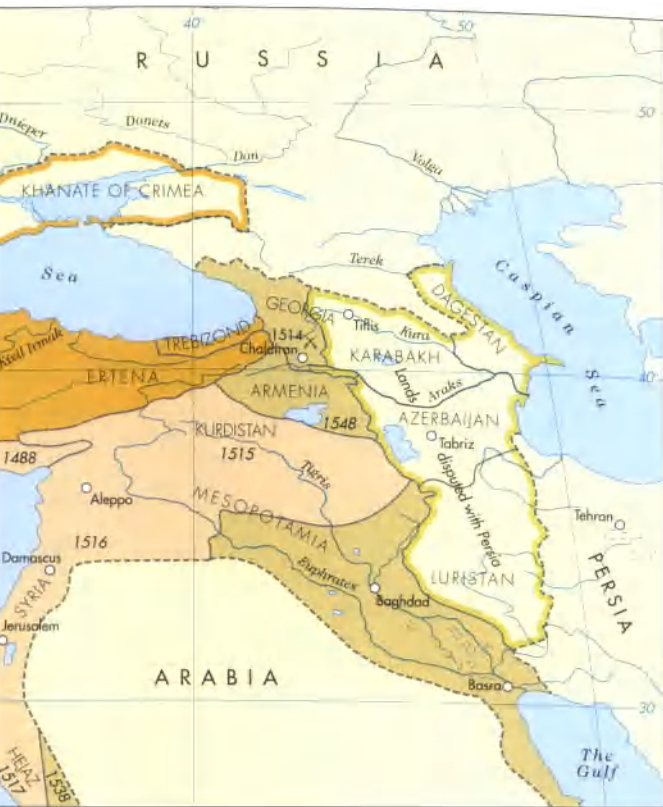 40°
50°
R U S S I A
50°
Dnieper
Donets
Don
Volga
KHANATE OF CRIMEA
Sea
Terek
Caspian Sea
DAGESTAN
GEORGIA
Tiflis
Kura
1514
TREBIZOND
Chaldiran
KARABAKH
Kizil Irmak
ERTENA
ARMENIA
Araks
40°
Lands disputed with Persia
AZERBAIJAN
1548
Tabriz
KURDISTAN
1515
Tigris
1488
Aleppo
MESOPOTAMIA
1516
Tehran
PERSIA
Damascus
SYRIA
Euphrates
LURISTAN
Baghdad
Jerusalem
ARABIA
Basra
30°
HEJAZ
1517
1538
The
Gulf